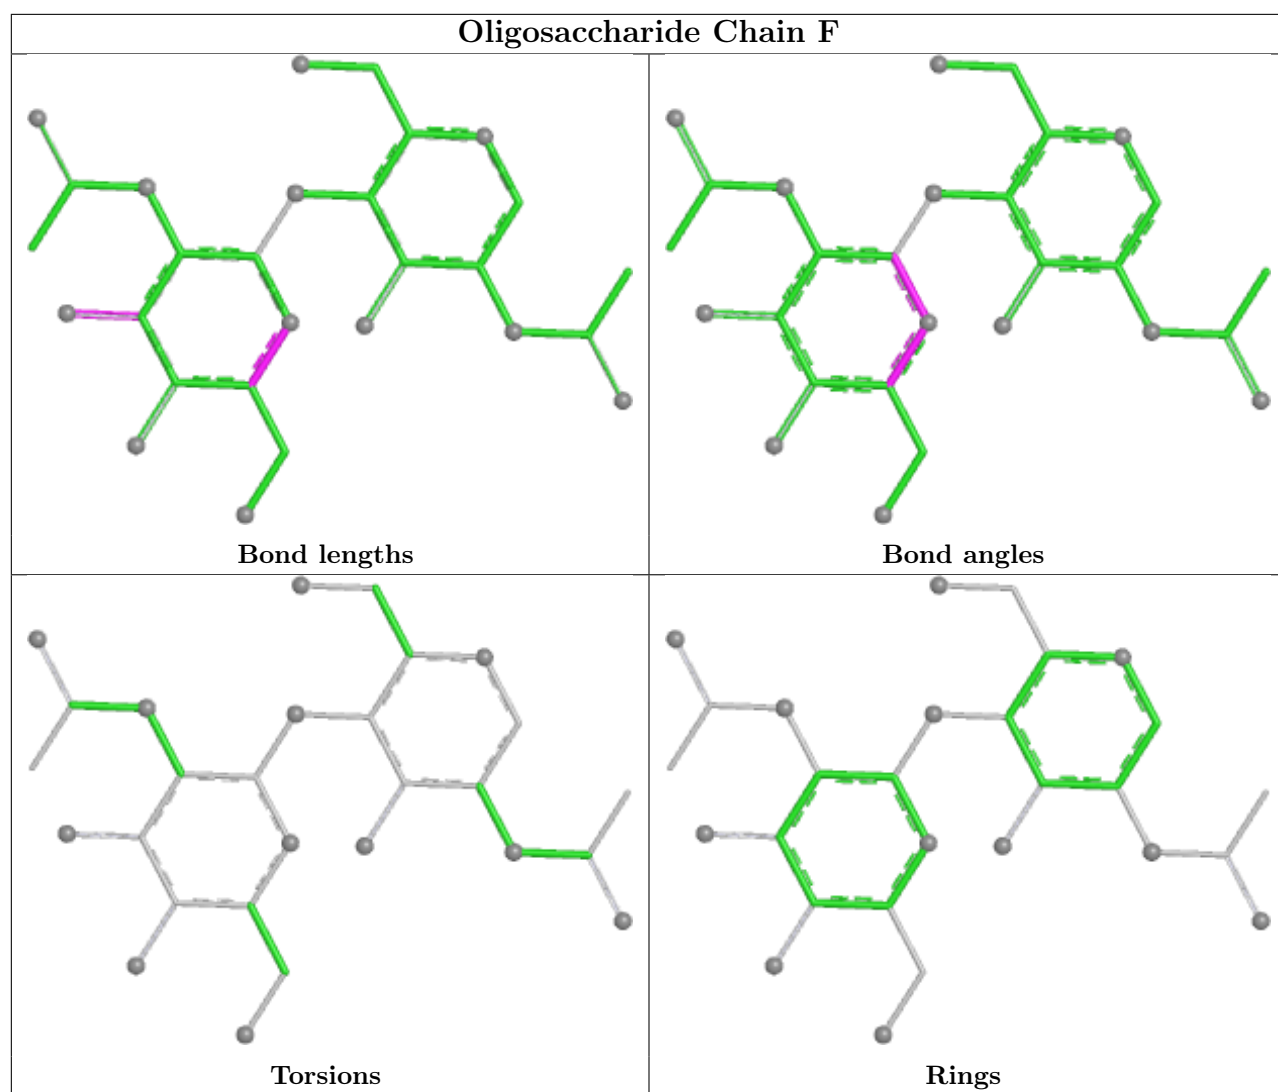 Oligosaccharide Chain F
Bond lengths
Bond angles
Torsions
Rings